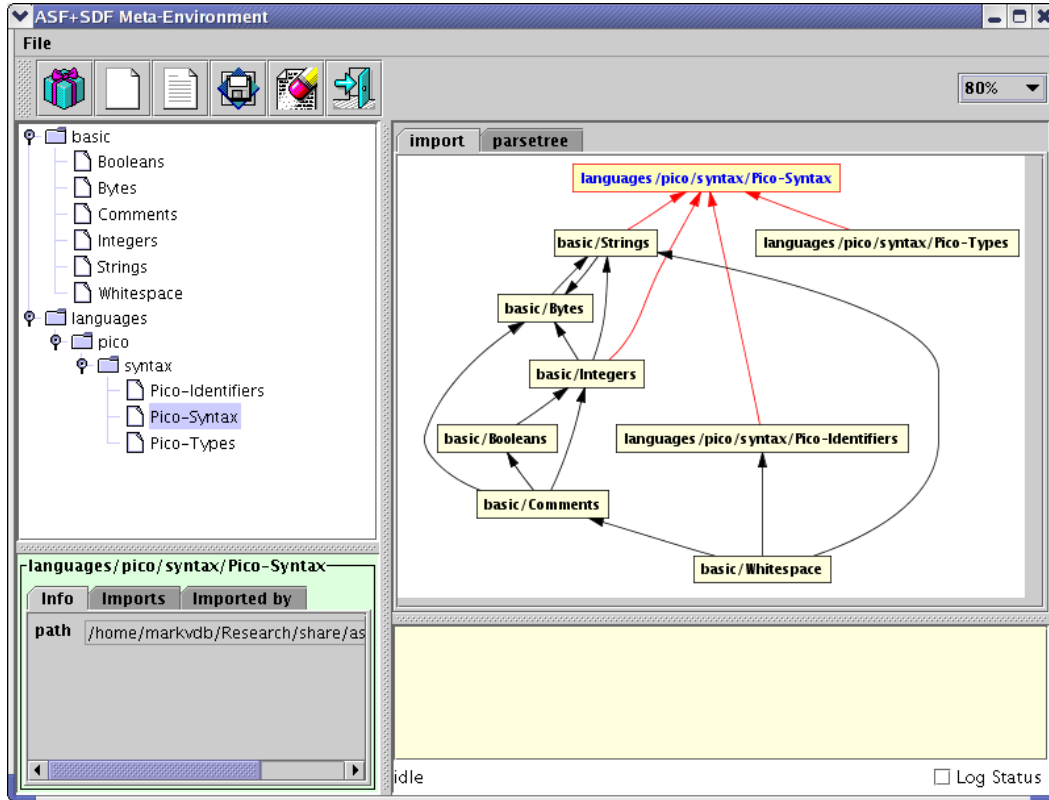 ASF+SDF Meta-Environment
File
80%
basic
Booleans
Bytes
Comments
Integers
Strings
Whitespace
languages
pico
syntax
Pico-Identifiers
Pico-Syntax
Pico-Types
import parsetree
languages/pico/syntax/Pico-Syntax
basic/Strings languages/pico/syntax/Pico-Types
basic/Bytes
basic/Integers
basic/Booleans languages/pico/syntax/Pico-Identifiers
basic/Comments
basic/Whitespace
languages/pico/syntax/Pico-Syntax
Info Imports Imported by
path /home/markvdb/Research/share/as
idle Log Status